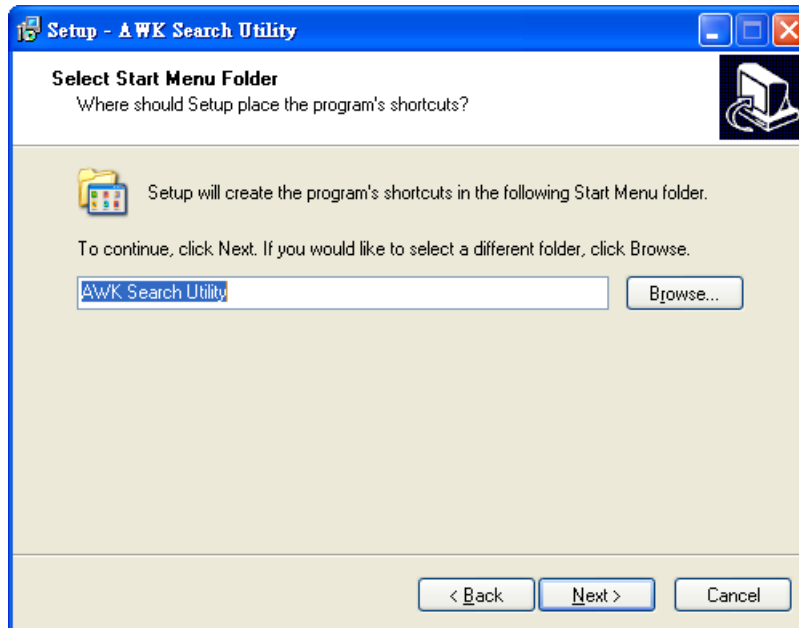 Setup - AWK Search Utility
Select Start Menu Folder
Where should Setup place the program's shortcuts?
Setup will create the program's shortcuts in the following Start Menu folder.
To continue, click Next. If you would like to select a different folder, click Browse.
AWK Search Utility
Browse...
< Back
Next >
Cancel